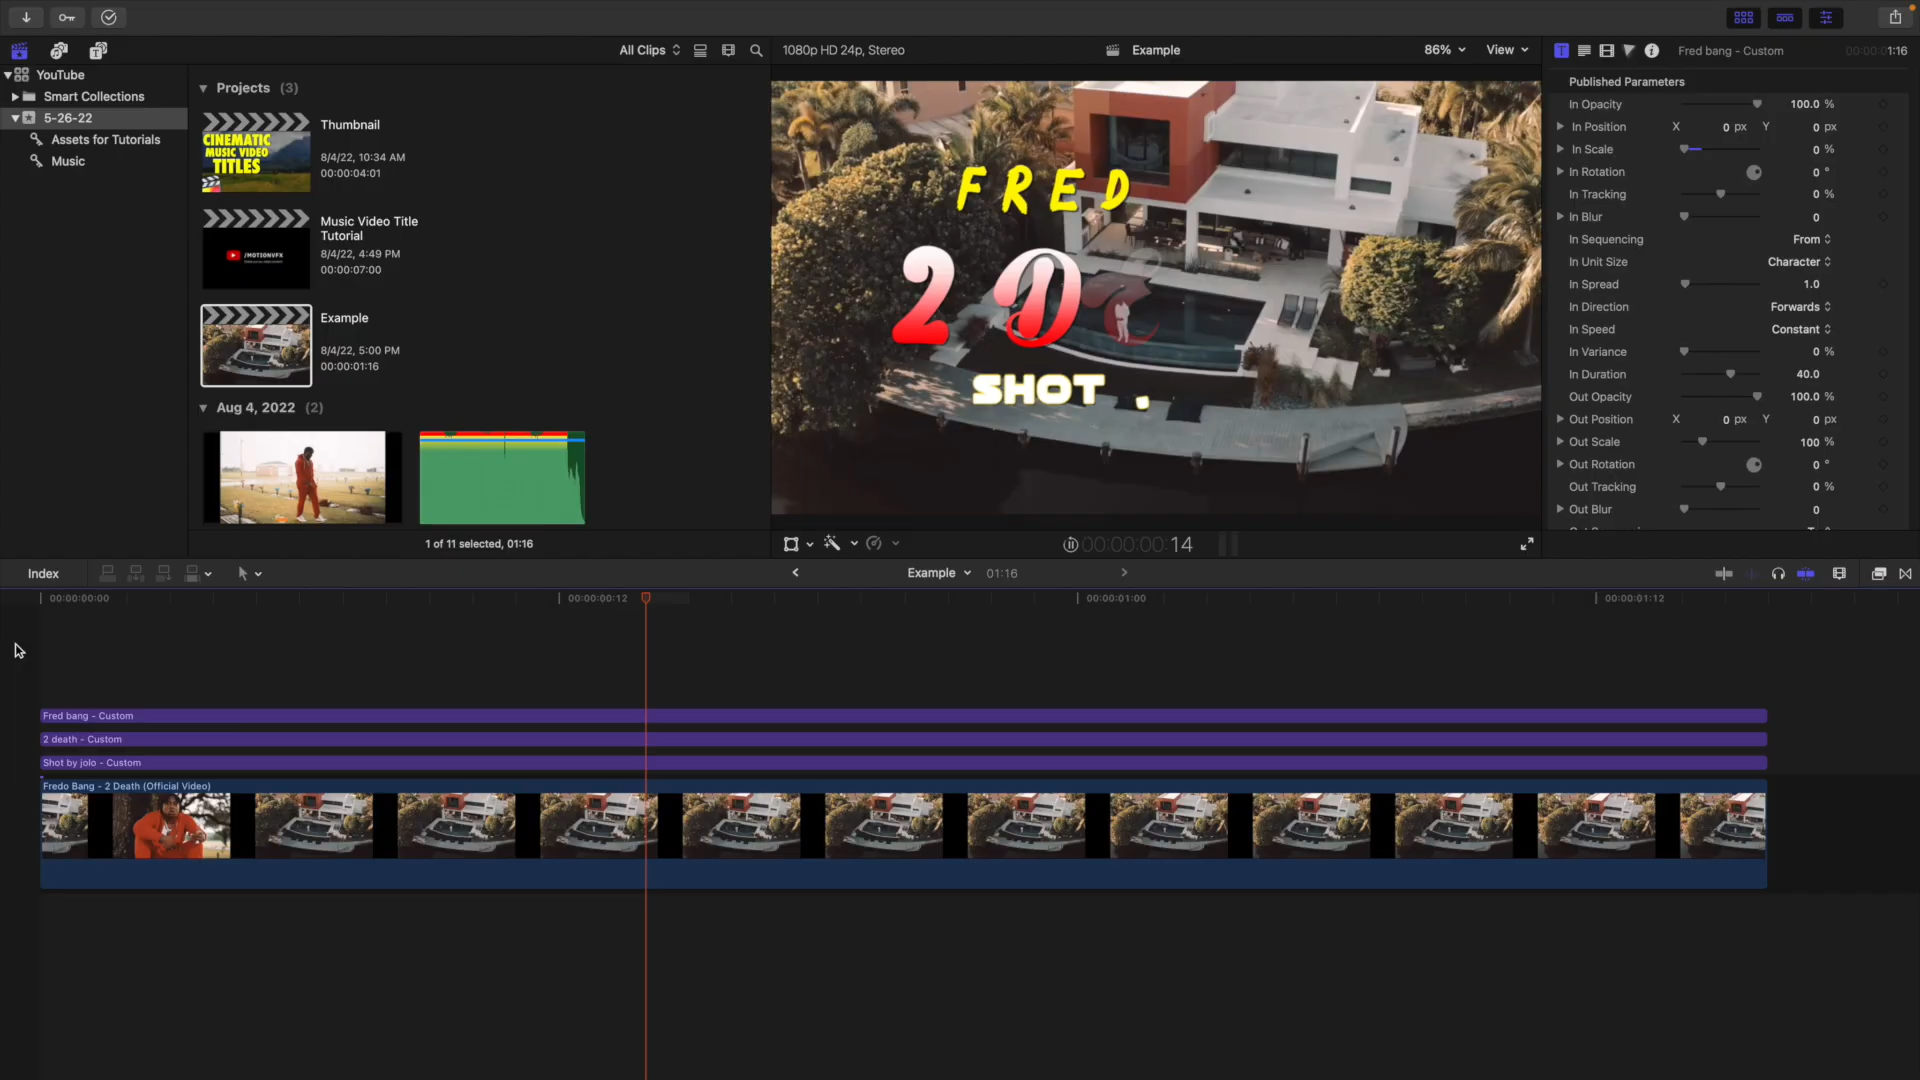 All Clips
1080p HD 24p, Stereo
Example
86%
View
Fred bang - Custom
00:00:01:16
YouTube
Smart Collections
5-26-22
Assets for Tutorials
Music
Projects (3)
CINEMATIC
MUSIC VIDEO
TITLES
Thumbnail
8/4/22, 10:34 AM
00:00:04:01
/MOTIONVFX
Music Video Title
Tutorial
8/4/22, 4:49 PM
00:00:07:00
Example
8/4/22, 5:00 PM
00:00:01:16
Aug 4, 2022 (2)
1 of 11 selected, 01:16
FRED
2 D
SHOT .
00:00:00:14
Published Parameters
In Opacity 100.0 %
In Position X 0 px Y 0 px
In Scale 0 %
In Rotation 0 °
In Tracking 0 %
In Blur 0
In Sequencing From
In Unit Size Character
In Spread 1.0
In Direction Forwards
In Speed Constant
In Variance 0 %
In Duration 40.0
Out Opacity 100.0 %
Out Position X 0 px Y 0 px
Out Scale 100 %
Out Rotation 0 °
Out Tracking 0 %
Out Blur 0
Index
Example 01:16
00:00:00:00
00:00:00:12
00:00:01:00
00:00:01:12
Fred bang - Custom
2 death - Custom
Shot by jolo - Custom
Fredo Bang - 2 Death (Official Video)